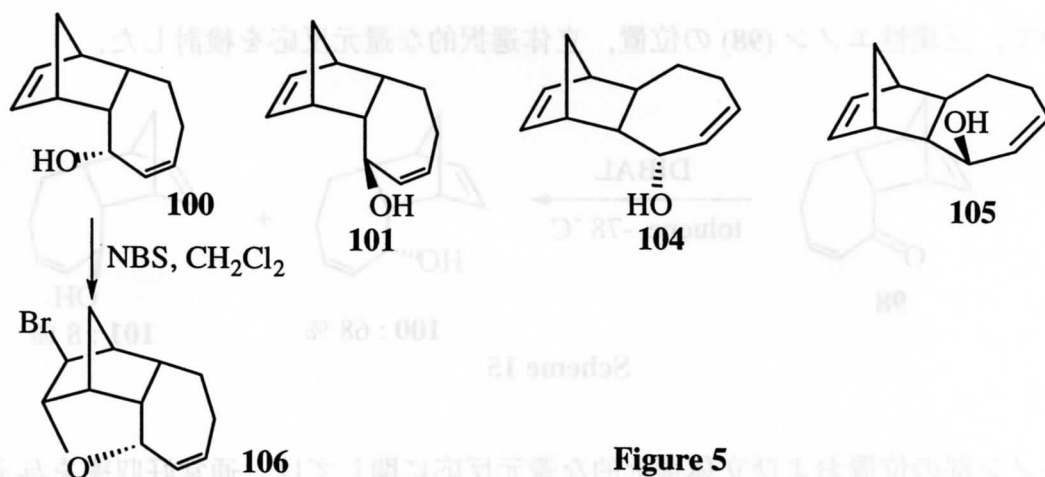 HO
100
OH
101
HO
104
OH
105
NBS, CH₂Cl₂
Br
O
106
Figure 5